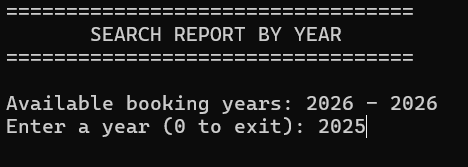 ==================================
SEARCH REPORT BY YEAR
==================================
Available booking years: 2026 - 2026
Enter a year (0 to exit): 2025